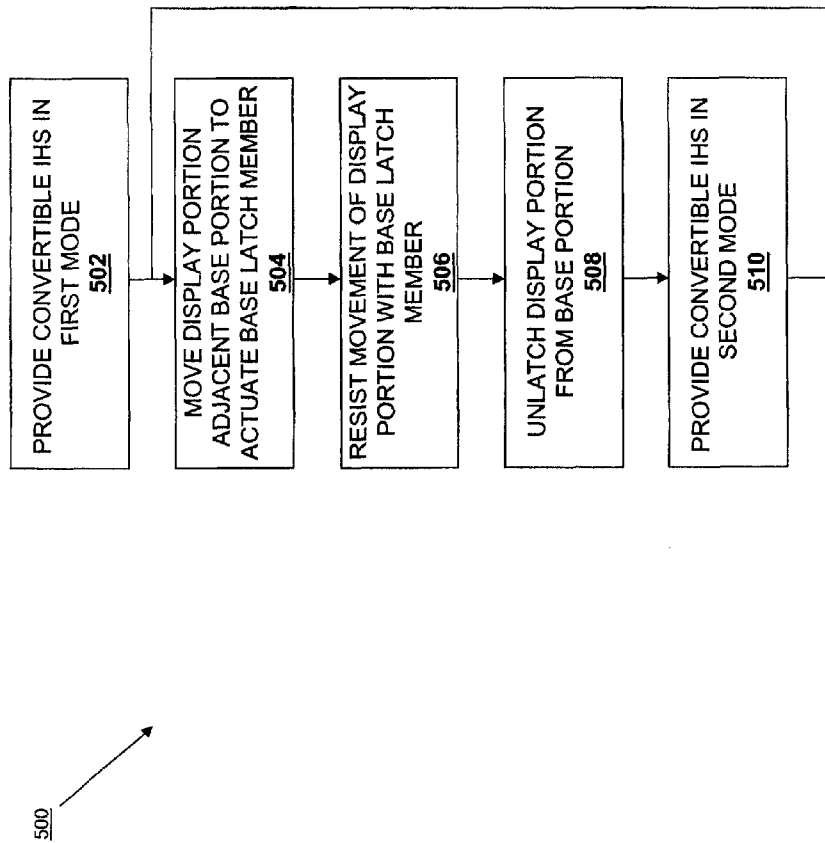 PROVIDE CONVERTIBLE IHS IN
FIRST MODE
502
MOVE DISPLAY PORTION
ADJACENT BASE PORTION TO
ACTUATE BASE LATCH MEMBER
504
RESIST MOVEMENT OF DISPLAY
PORTION WITH BASE LATCH
MEMBER
506
UNLATCH DISPLAY PORTION
FROM BASE PORTION
508
PROVIDE CONVERTIBLE IHS IN
SECOND MODE
510
500